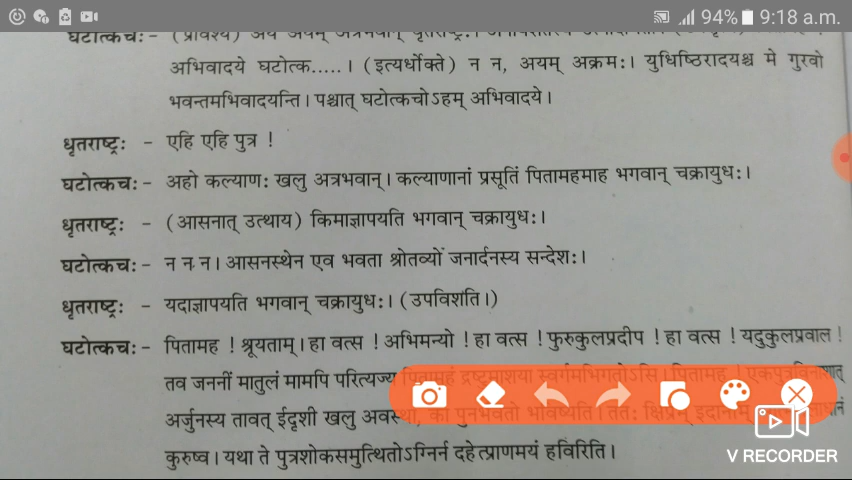 94% 9:18 a.m.
घटोत्कचः - (प्रविश्य)
अभिवादये घटोत्क.....। (इत्यर्धोक्ते) न न, अयम् अक्रमः। युधिष्ठिरादयश्च मे गुरवो
भवन्तमभिवादयन्ति। पश्चात् घटोत्कचोऽहम् अभिवादये।
धृतराष्ट्रः - एहि एहि पुत्र !
घटोत्कचः - अहो कल्याणः खलु अत्रभवान्। कल्याणानां प्रसूतिं पितामहमाह भगवान् चक्रायुधः।
धृतराष्ट्रः - (आसनात् उत्थाय) किमाज्ञापयति भगवान् चक्रायुधः।
घटोत्कचः - न न न। आसनस्थेन एव भवता श्रोतव्यों जनार्दनस्य सन्देशः।
धृतराष्ट्रः - यदाज्ञापयति भगवान् चक्रायुधः। (उपविशति।)
घटोत्कचः - पितामह ! श्रूयताम्। हा वत्स ! अभिमन्यो ! हा वत्स ! फुरुकुलप्रदीप ! हा वत्स ! यदुकुलप्रवाल !
तव जननीं मातुलं मामपि परित्यज्य
अर्जुनस्य तावत् ईदृशी खलु
कुरुष्व। यथा ते पुत्रशोकसमुत्थितोऽग्निर्न दहेत्प्राणमयं हविरिति।
V RECORDER